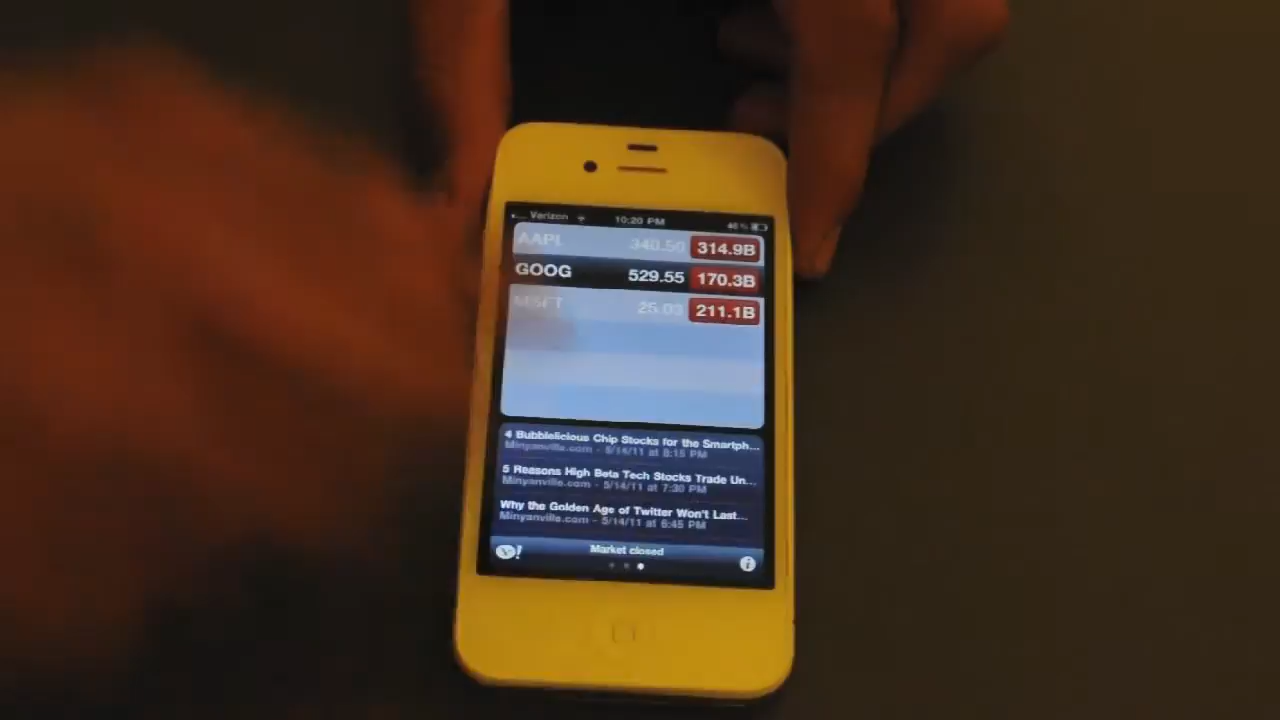 Verizon 10:20 PM 46%
AAPL 340.50 314.9B
GOOG 529.55 170.3B
MSFT 25.03 211.1B
4 Bubblelicious Chip Stocks for the Smartph...
Minyanville.com - 5/14/11 at 8:15 PM
5 Reasons High Beta Tech Stocks Trade Un...
Minyanville.com - 5/14/11 at 7:30 PM
Why the Golden Age of Twitter Won't Last...
Minyanville.com - 5/14/11 at 6:45 PM
Y! Market closed i